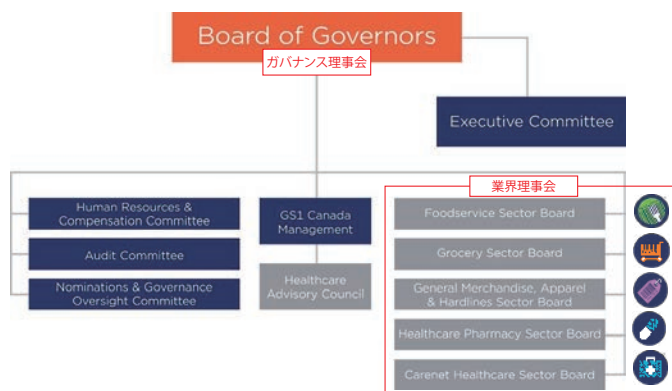 Board of Governors
ガバナンス理事会
Executive Committee
Human Resources &
Compensation Committee
Audit Committee
Nominations & Governance
Oversight Committee
GS1 Canada
Management
Healthcare
Advisory Council
業界理事会
Foodservice Sector Board
Grocery Sector Board
General Merchandise, Apparel
& Hardlines Sector Board
Healthcare Pharmacy Sector Board
Carenet Healthcare Sector Board